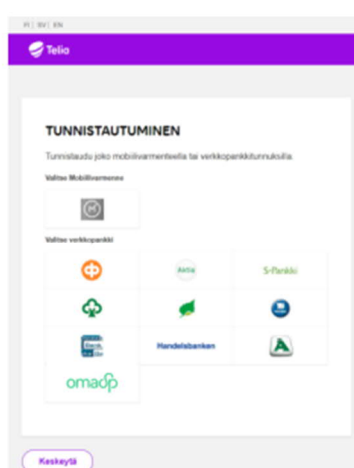 FI | SV | EN
Telia
TUNNISTAUTUMINEN
Tunnistaudu joko mobiilivarmenteella tai verkkopankkitunnuksilla.
Valitse Mobiilivarmenne
Valitse verkkopankki
Aktia
S-Pankki
Handelsbanken
A
omasp
Keskeytä